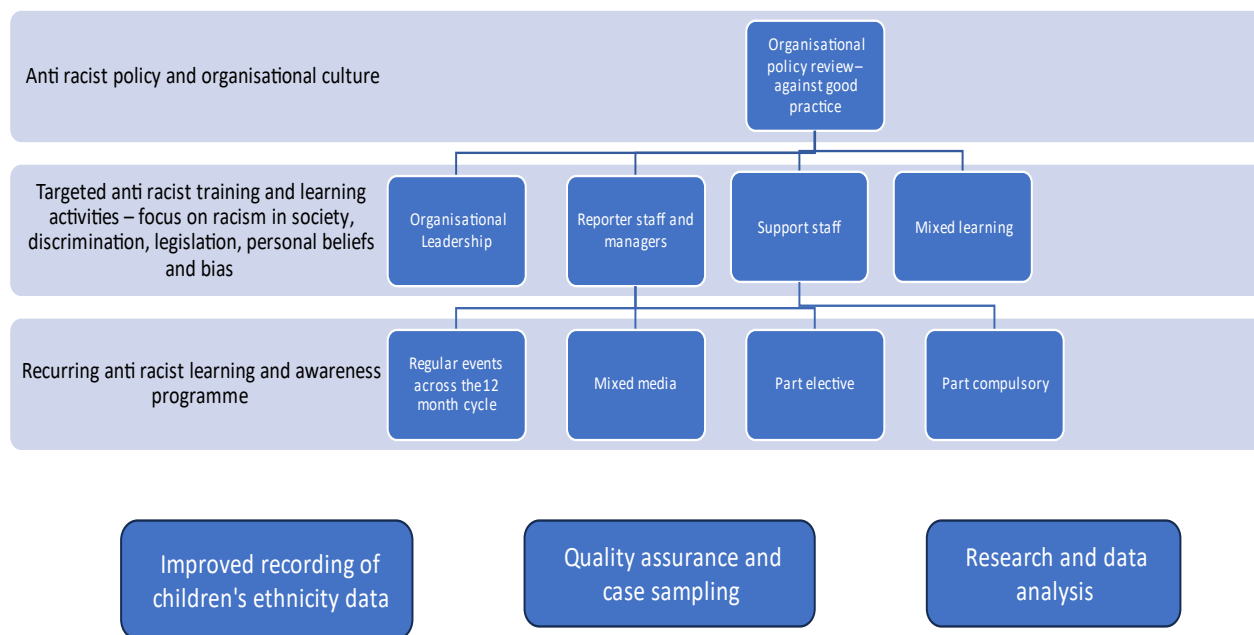 Anti racist policy and organisational culture
Organisational
policy review–
against good
practice
Targeted anti racist training and learning
activities – focus on racism in society,
discrimination, legislation, personal beliefs
and bias
Organisational
Leadership
Reporter staff and
managers
Support staff
Mixed learning
Recurring anti racist learning and awareness
programme
Regular events
across the12
month cycle
Mixed media
Part elective
Part compulsory
Improved recording of
children's ethnicity data
Quality assurance and
case sampling
Research and data
analysis